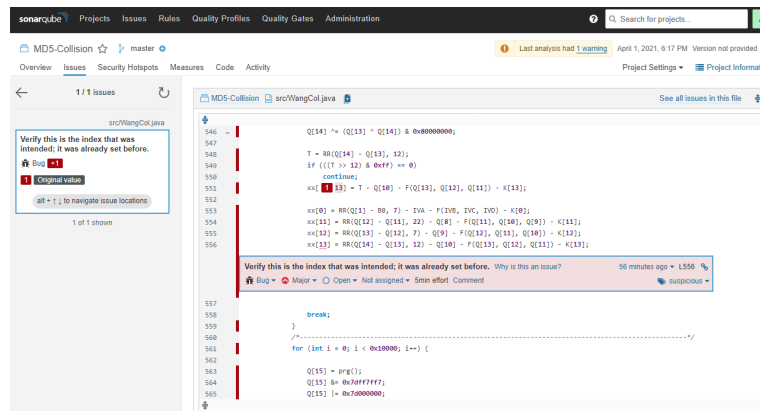 sonarqube Projects Issues Rules Quality Profiles Quality Gates Administration ? Search for projects...
MD5-Collision master Last analysis had 1 warning April 1, 2021, 6:17 PM Version not provided
Overview Issues Security Hotspots Measures Code Activity Project Settings Project Informat
1 / 1 issues
MD5-Collision src/WangCol.java See all issues in this file
src/WangCol.java
Verify this is the index that was
intended; it was already set before.
Bug +1
1 Original value
alt + ↑ ↓ to navigate issue locations
1 of 1 shown
546 Q[14] ^= (Q[13] ^ Q[14]) & 0x80000000;
547
548 T = RR(Q[14] - Q[13], 12);
549 if (((T >> 12) & 0xff) == 0)
550 continue;
551 xx[ 1 13] = T - Q[10] - F(Q[13], Q[12], Q[11]) - K[13];
552
553 xx[0] = RR(Q[1] - B0, 7) - IVA - F(IVB, IVC, IVD) - K[0];
554 xx[11] = RR(Q[12] - Q[11], 22) - Q[8] - F(Q[11], Q[10], Q[9]) - K[11];
555 xx[12] = RR(Q[13] - Q[12], 7) - Q[9] - F(Q[12], Q[11], Q[10]) - K[12];
556 xx[13] = RR(Q[14] - Q[13], 12) - Q[10] - F(Q[13], Q[12], Q[11]) - K[13];
Verify this is the index that was intended; it was already set before. Why is this an issue? 56 minutes ago L556
Bug Major Open Not assigned 5min effort Comment suspicious
557
558 break;
559 }
560 /*-----------------------------------------------------------------------------------------------*/
561 for (int i = 0; i < 0x10000; i++) {
562
563 Q[15] = prg();
564 Q[15] &= 0x7dff7ff7;
565 Q[15] |= 0x7d000000;